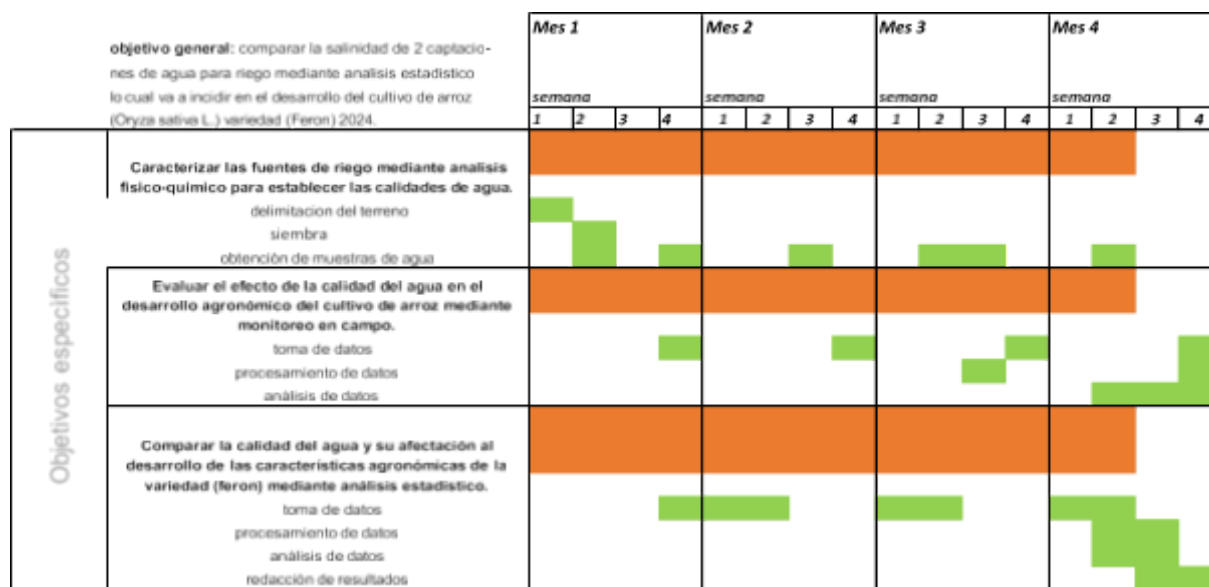 Mes 1 Mes 2 Mes 3 Mes 4
objetivo general: comparar la salinidad de 2 captacio-
nes de agua para riego mediante analisis estadistico
lo cual va a incidir en el desarrollo del cultivo de arroz
(Oryza sativa L.) variedad (Feron) 2024.
semana semana semana semana
1 2 3 4 1 2 3 4 1 2 3 4 1 2 3 4
Objetivos específicos
Caracterizar las fuentes de riego mediante analisis
fisico-químico para establecer las calidades de agua.
delimitacion del terreno
siembra
obtención de muestras de agua
Evaluar el efecto de la calidad del agua en el
desarrollo agronómico del cultivo de arroz mediante
monitoreo en campo.
toma de datos
procesamiento de datos
análisis de datos
Comparar la calidad del agua y su afectación al
desarrollo de las características agronómicas de la
variedad (feron) mediante análisis estadístico.
toma de datos
procesamiento de datos
análisis de datos
redacción de resultados